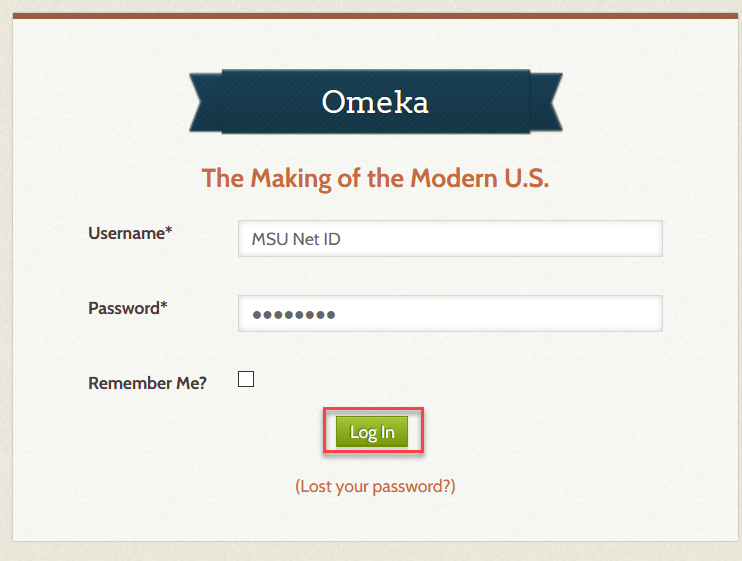 Omeka
The Making of the Modern U.S.
Username* MSU Net ID
Password* ●●●●●●●●
Remember Me?
Log In
(Lost your password?)